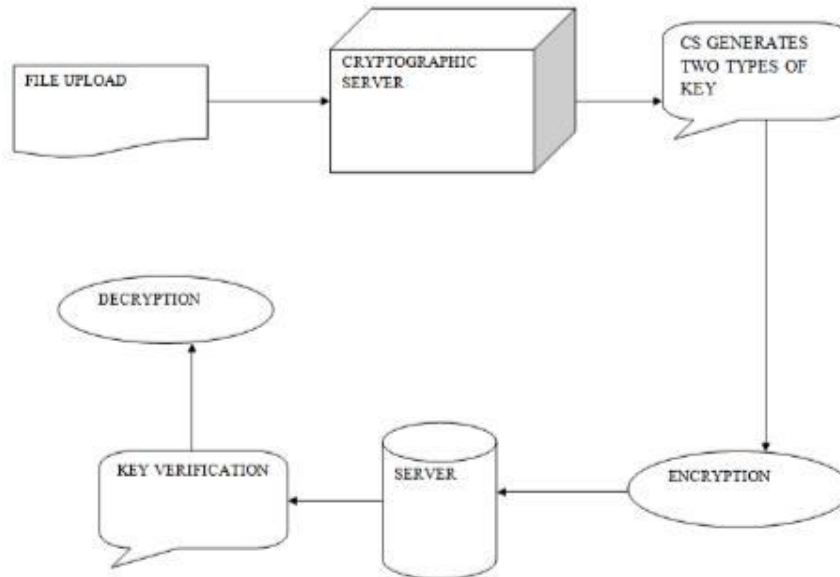 FILE UPLOAD
CRYPTOGRAPHIC
SERVER
CS GENERATES
TWO TYPES OF
KEY
DECRYPTION
KEY VERIFICATION
SERVER
ENCRYPTION